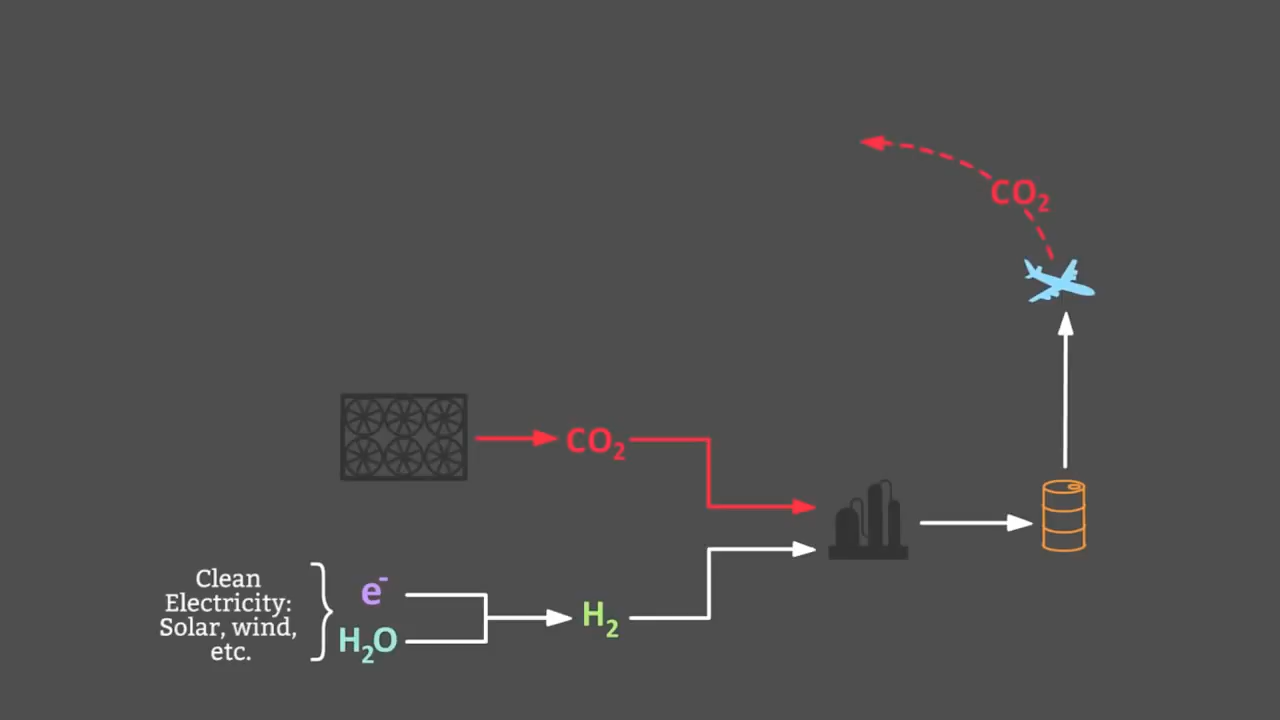 CO₂
CO₂
Clean
Electricity:
Solar, wind,
etc.
e⁻
H₂O
H₂